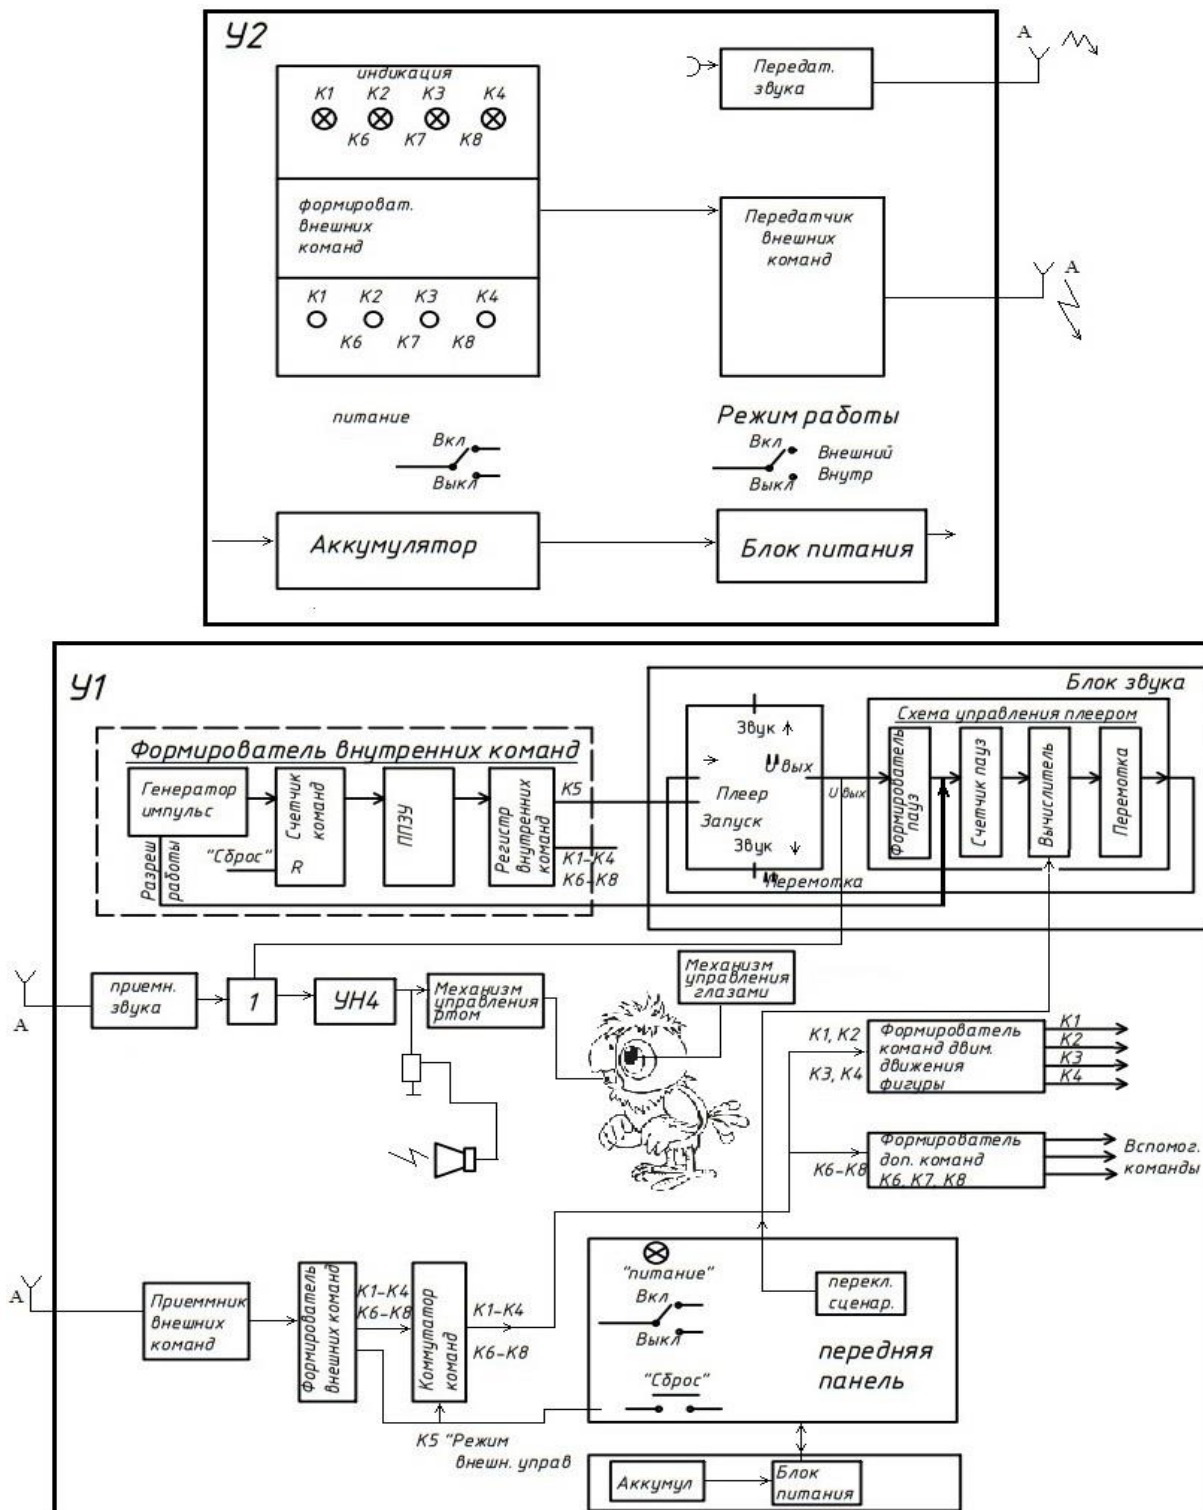 У2
индикация
К1 К2 К3 К4
К6 К7 К8
формироват.
внешних
команд
К1 К2 К3 К4
К6 К7 К8
Передат.
звука
А
Передатчик
внешних
команд
А
питание
Вкл
Выкл
Режим работы
Вкл
Выкл
Внешний
Внутр
Аккумулятор
Блок питания
У1
Формирователь внутренних команд
Генератор
импульс
Разреш
работы
"Сброс"
Счетчик
команд
R
ППЗУ
Регистр
внутренних
команд
К5
К1-К4
К6-К8
Блок звука
Звук
U вых
Плеер
Запуск
Звук
Перемотка
U вых
Схема управления плеером
Формирователь
пауз
Счетчик пауз
Вычислитель
Перемотка
А
приемн.
звука
1
УН4
Механизм
управления
ртом
Механизм
управления
глазами
К1, К2
К3, К4
Формирователь
команд двим.
движения
фигуры
К1
К2
К3
К4
К6-К8
Формирователь
доп. команд
К6, К7, К8
Вспомог.
команды
А
Приеммник
внешних
команд
Формирователь
внешних команд
К1-К4
К6-К8
Коммутатор
команд
К1-К4
К6-К8
К5 "Режим
внешн. управ
"питание"
Вкл
Выкл
"Сброс"
перекл.
сценар.
передняя
панель
Аккумул
Блок
питания